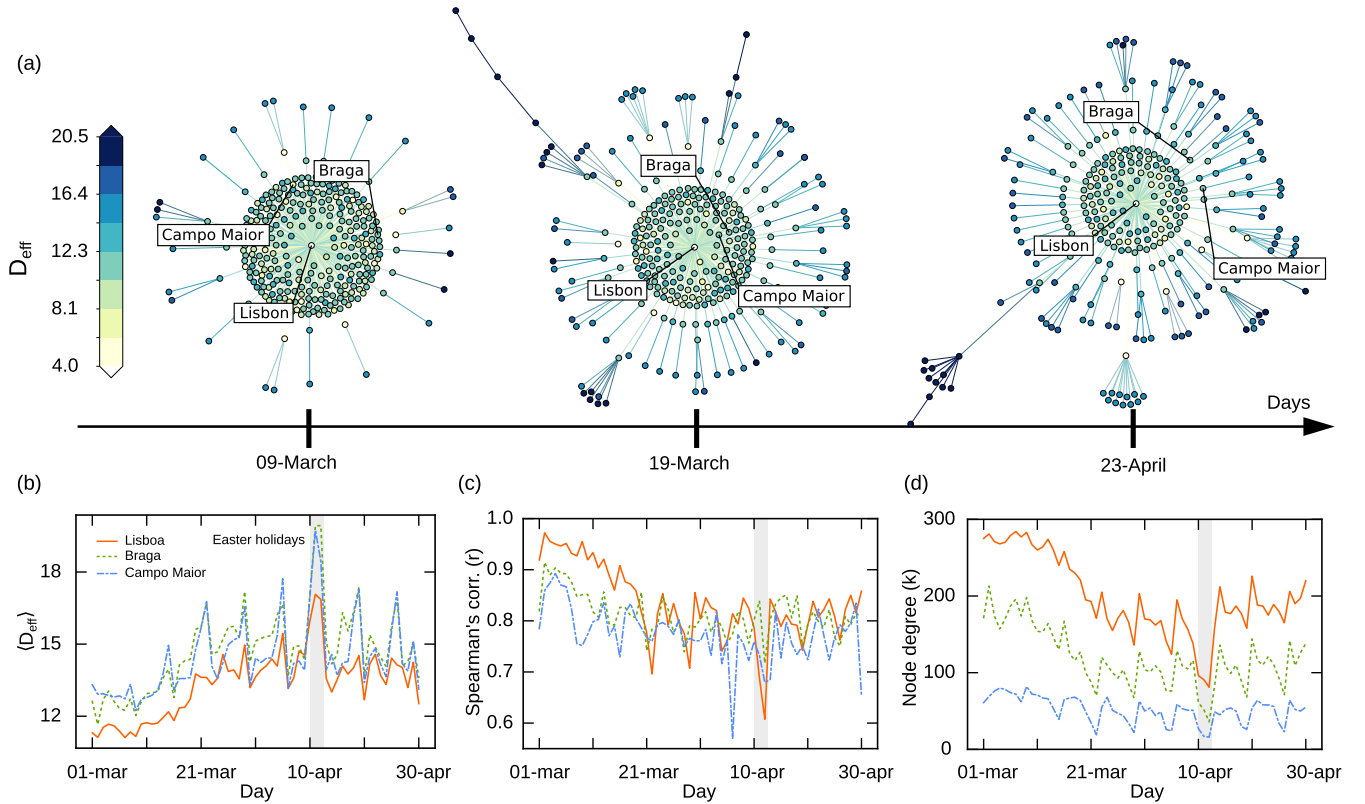 (a)
D_eff
20.5
16.4
12.3
8.1
4.0
Braga
Campo Maior
Lisbon
Braga
Lisbon
Campo Maior
Braga
Lisbon
Campo Maior
Days
09-March
19-March
23-April
(b)
⟨D_eff⟩
18
15
12
Lisboa
Braga
Campo Maior
Easter holidays
01-mar
21-mar
10-apr
30-apr
Day
(c)
Spearman's corr. (r)
1.0
0.9
0.8
0.7
0.6
01-mar
21-mar
10-apr
30-apr
Day
(d)
Node degree (k)
300
200
100
0
01-mar
21-mar
10-apr
30-apr
Day